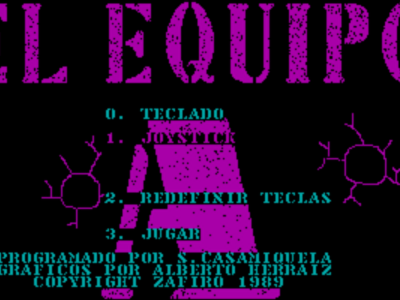 EL EQUIPO
A
0. TECLADO
1. JOYSTICK
2. REDEFINIR TECLAS
3. JUGAR
PROGRAMADO POR S.CASAMIQUELA
GRAFICOS POR ALBERTO HERRAIZ
COPYRIGHT ZAFIRO 1989